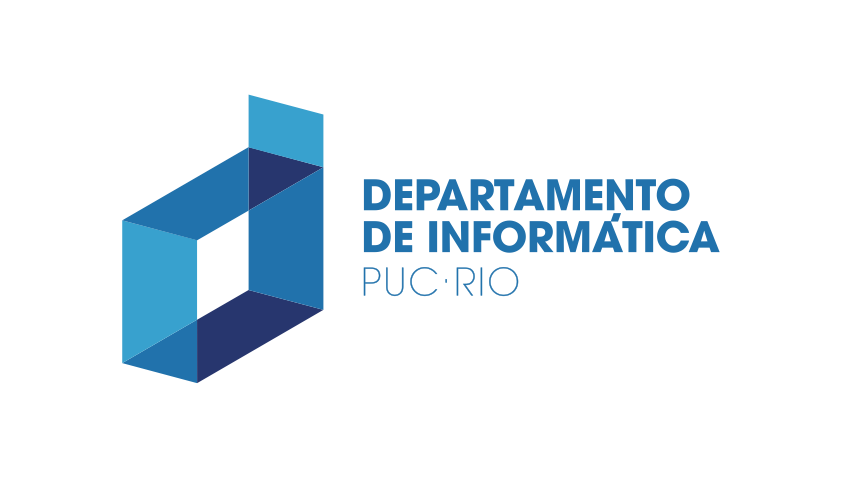 DEPARTAMENTO
DE INFORMÁTICA
PUC·RIO